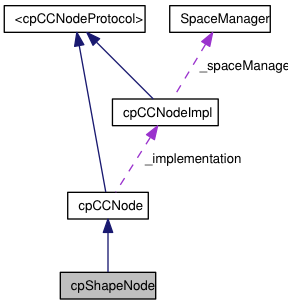 <cpCCNodeProtocol>
SpaceManager
_spaceManage
cpCCNodeImpl
_implementation
cpCCNode
cpShapeNode